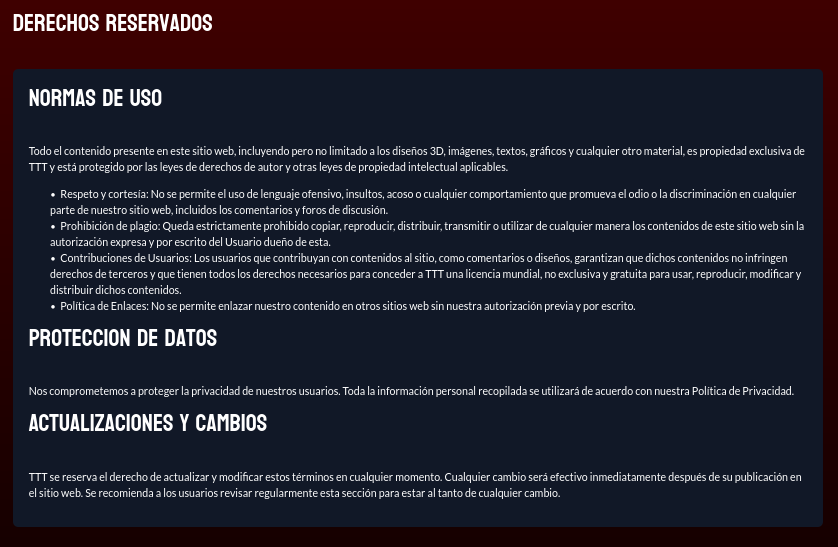 DERECHOS RESERVADOS
NORMAS DE USO
Todo el contenido presente en este sitio web, incluyendo pero no limitado a los diseños 3D, imágenes, textos, gráficos y cualquier otro material, es propiedad exclusiva de
TTT y está protegido por las leyes de derechos de autor y otras leyes de propiedad intelectual aplicables.
• Respeto y cortesía: No se permite el uso de lenguaje ofensivo, insultos, acoso o cualquier comportamiento que promueva el odio o la discriminación en cualquier
parte de nuestro sitio web, incluidos los comentarios y foros de discusión.
• Prohibición de plagio: Queda estrictamente prohibido copiar, reproducir, distribuir, transmitir o utilizar de cualquier manera los contenidos de este sitio web sin la
autorización expresa y por escrito del Usuario dueño de esta.
• Contribuciones de Usuarios: Los usuarios que contribuyan con contenidos al sitio, como comentarios o diseños, garantizan que dichos contenidos no infringen
derechos de terceros y que tienen todos los derechos necesarios para conceder a TTT una licencia mundial, no exclusiva y gratuita para usar, reproducir, modificar y
distribuir dichos contenidos.
• Política de Enlaces: No se permite enlazar nuestro contenido en otros sitios web sin nuestra autorización previa y por escrito.
PROTECCION DE DATOS
Nos comprometemos a proteger la privacidad de nuestros usuarios. Toda la información personal recopilada se utilizará de acuerdo con nuestra Política de Privacidad.
ACTUALIZACIONES Y CAMBIOS
TTT se reserva el derecho de actualizar y modificar estos términos en cualquier momento. Cualquier cambio será efectivo inmediatamente después de su publicación en
el sitio web. Se recomienda a los usuarios revisar regularmente esta sección para estar al tanto de cualquier cambio.